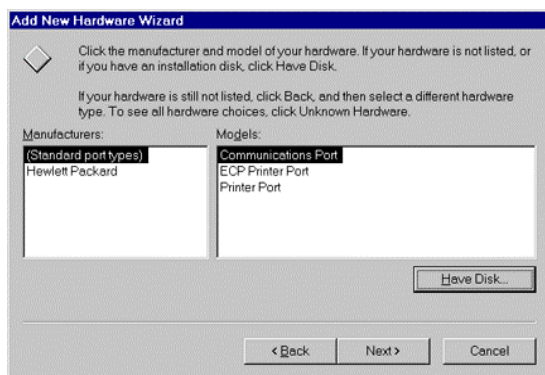 Add New Hardware Wizard
Click the manufacturer and model of your hardware. If your hardware is not listed, or
if you have an installation disk, click Have Disk.
If your hardware is still not listed, click Back, and then select a different hardware
type. To see all hardware choices, click Unknown Hardware.
Manufacturers:
Models:
(Standard port types)
Hewlett Packard
Communications Port
ECP Printer Port
Printer Port
Have Disk...
< Back
Next >
Cancel